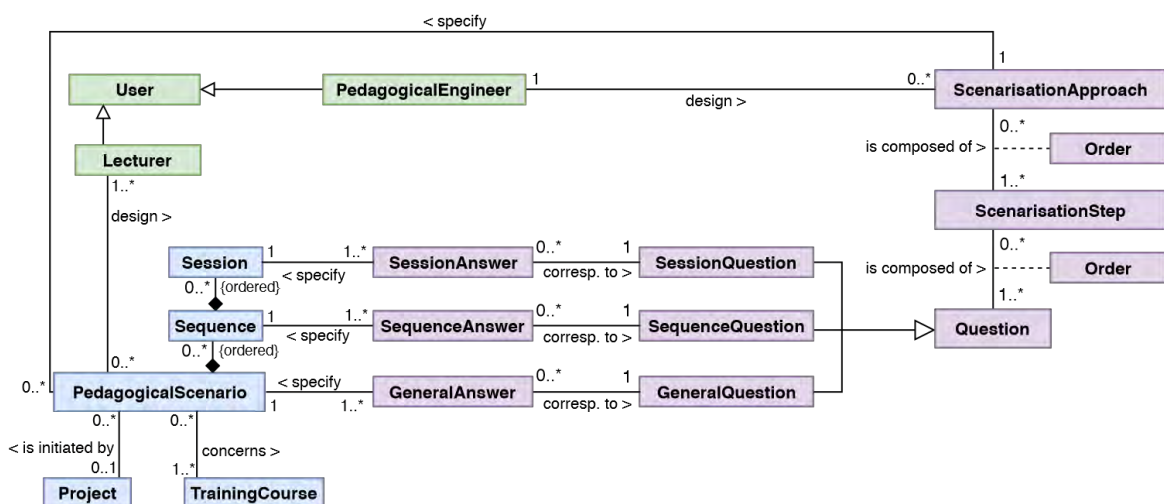 < specify
1
User
PedagogicalEngineer
1
design >
0..*
ScenarisationApproach
0..*
is composed of >
Order
1..*
Lecturer
1..*
design >
ScenarisationStep
0..*
is composed of >
Order
1..*
Session
1
< specify
1..*
SessionAnswer
0..*
corresp. to >
1
SessionQuestion
0..*
{ordered}
Sequence
1
< specify
1..*
SequenceAnswer
0..*
corresp. to >
1
SequenceQuestion
Question
0..*
{ordered}
0..*
0..*
PedagogicalScenario
1
< specify
1..*
GeneralAnswer
0..*
corresp. to >
1
GeneralQuestion
0..*
< is initiated by
0..1
0..*
concerns >
1..*
Project
TrainingCourse